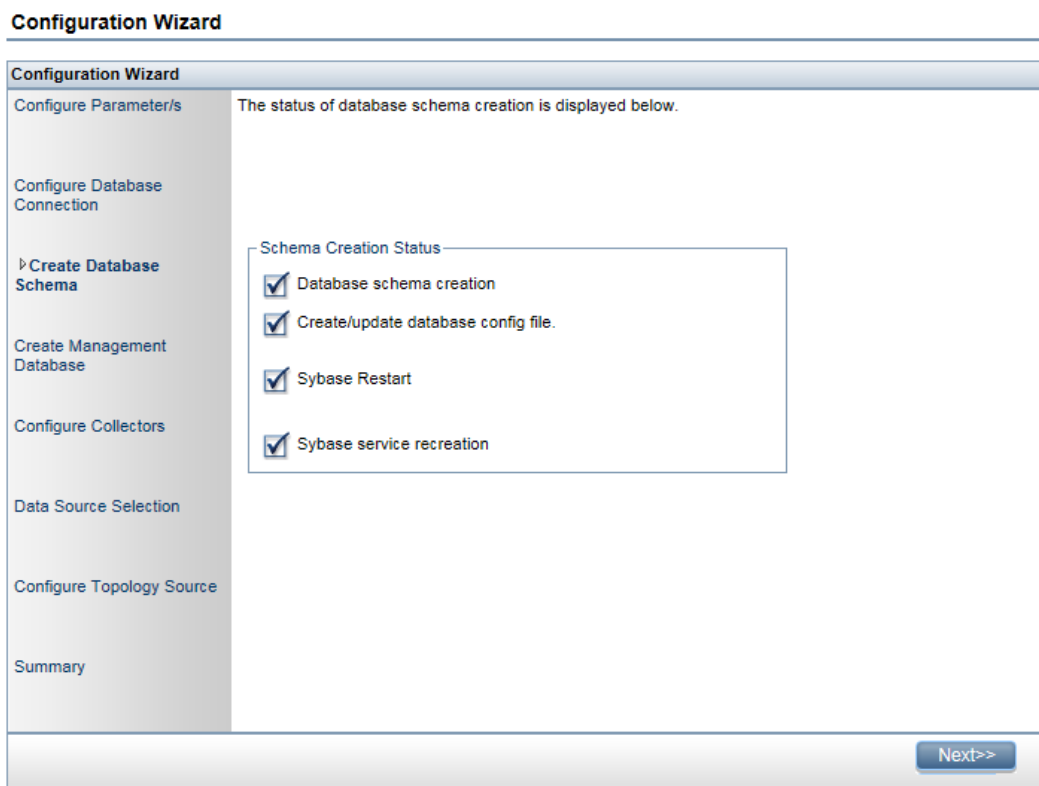 Configuration Wizard
Configuration Wizard
Configure Parameter/s
The status of database schema creation is displayed below.
Configure Database
Connection
Create Database
Schema
Create Management
Database
Configure Collectors
Data Source Selection
Configure Topology Source
Summary
Schema Creation Status
Database schema creation
Create/update database config file.
Sybase Restart
Sybase service recreation
Next>>